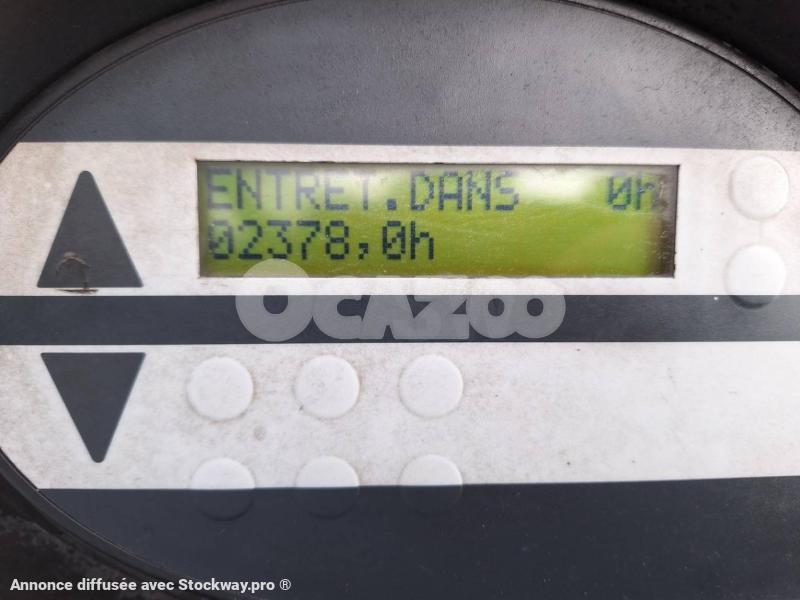 ENTRET.DANS 0h
02378,0h
OCAZOO
Annonce diffusée avec Stockway.pro ®